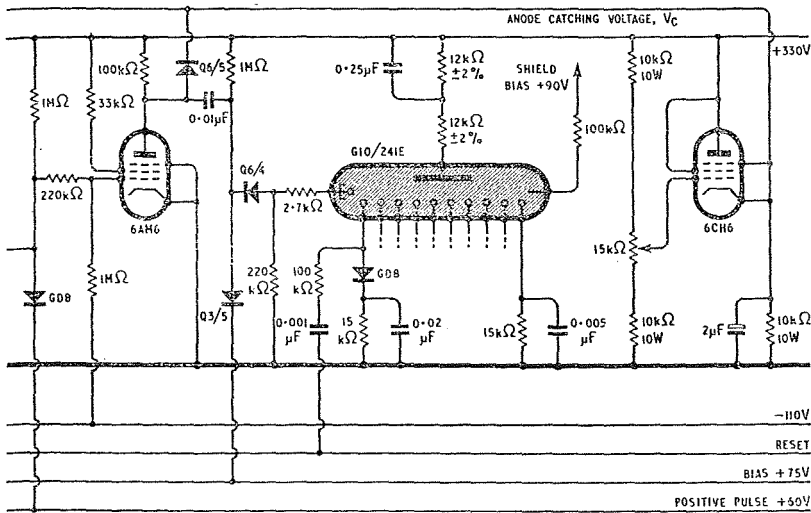 ANODE CATCHING VOLTAGE, VC
+330V
100kΩ
Q6/5
1MΩ
0·25μF
12kΩ
±2%
SHIELD
BIAS +90V
10kΩ
10W
1MΩ
33kΩ
0·01μF
12kΩ
±2%
100kΩ
G10/241E
Q6/4
220kΩ
6AM6
2·7kΩ
15kΩ
6CH6
1MΩ
GD8
Q3/5
220
kΩ
100
kΩ
GD8
0·001
μF
15
kΩ
0·02
μF
15kΩ
0·005
μF
10kΩ
10W
2μF
10kΩ
10W
-110V
RESET
BIAS +75V
POSITIVE PULSE +60V